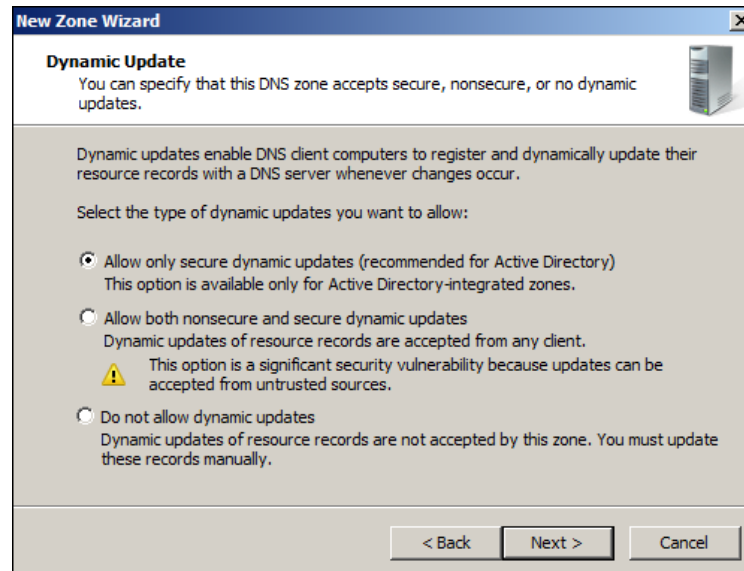 New Zone Wizard
Dynamic Update
You can specify that this DNS zone accepts secure, nonsecure, or no dynamic
updates.
Dynamic updates enable DNS client computers to register and dynamically update their
resource records with a DNS server whenever changes occur.
Select the type of dynamic updates you want to allow:
Allow only secure dynamic updates (recommended for Active Directory)
This option is available only for Active Directory-integrated zones.
Allow both nonsecure and secure dynamic updates
Dynamic updates of resource records are accepted from any client.
This option is a significant security vulnerability because updates can be
accepted from untrusted sources.
Do not allow dynamic updates
Dynamic updates of resource records are not accepted by this zone. You must update
these records manually.
< Back Next > Cancel